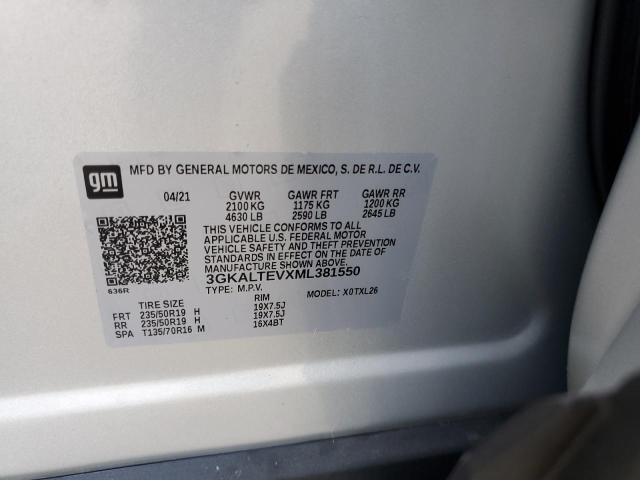 gm
MFD BY GENERAL MOTORS DE MEXICO, S. DE R.L. DE C.V.
04/21 GVWR GAWR FRT GAWR RR
2100 KG 1175 KG 1200 KG
4630 LB 2590 LB 2645 LB
THIS VEHICLE CONFORMS TO ALL
APPLICABLE U.S. FEDERAL MOTOR
VEHICLE SAFETY AND THEFT PREVENTION
STANDARDS IN EFFECT ON THE DATE OF
MANUFACTURE SHOWN ABOVE.
3GKALTEVXML381550
636R
TYPE: M.P.V. MODEL: X0TXL26
TIRE SIZE RIM
FRT 235/50R19 H 19X7.5J
RR 235/50R19 H 19X7.5J
SPA T135/70R16 M 16X4BT